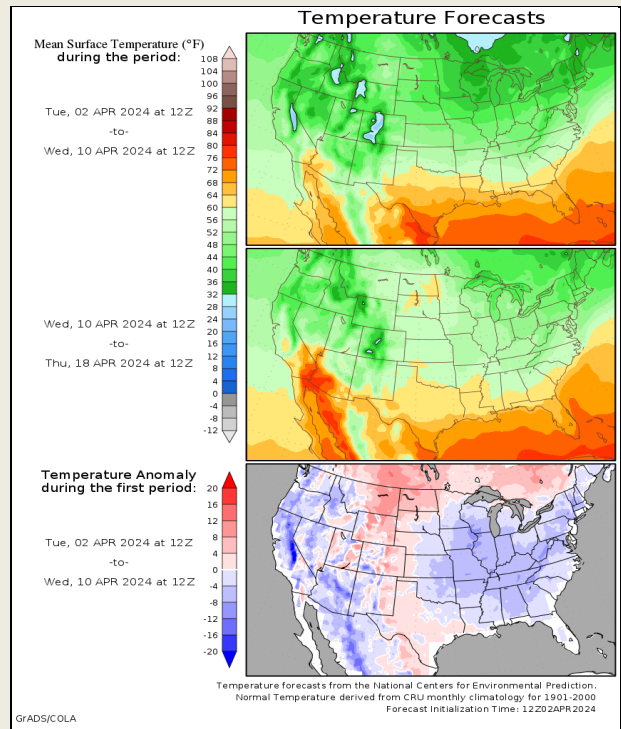 Temperature Forecasts
Mean Surface Temperature (°F)
during the period:
Tue, 02 APR 2024 at 12Z
-to-
Wed, 10 APR 2024 at 12Z
108
104
100
96
92
88
84
80
76
72
68
64
60
56
52
48
44
40
36
32
28
24
20
16
12
8
4
0
-4
-8
-12
Wed, 10 APR 2024 at 12Z
-to-
Thu, 18 APR 2024 at 12Z
Temperature Anomaly
during the first period:
Tue, 02 APR 2024 at 12Z
-to-
Wed, 10 APR 2024 at 12Z
20
16
12
8
4
0
-4
-8
-12
-16
-20
Temperature forecasts from the National Centers for Environmental Prediction.
Normal Temperature derived from CRU monthly climatology for 1901-2000
Forecast Initialization Time: 12Z02APR2024
GrADS/COLA